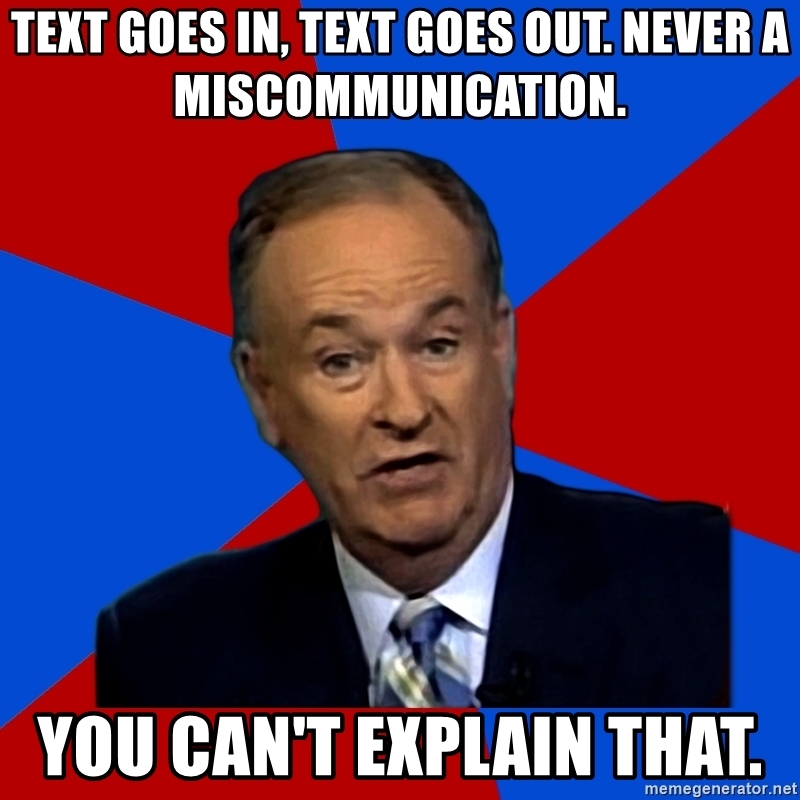 TEXT GOES IN, TEXT GOES OUT. NEVER A
MISCOMMUNICATION.
YOU CAN'T EXPLAIN THAT.
memegenerator.net